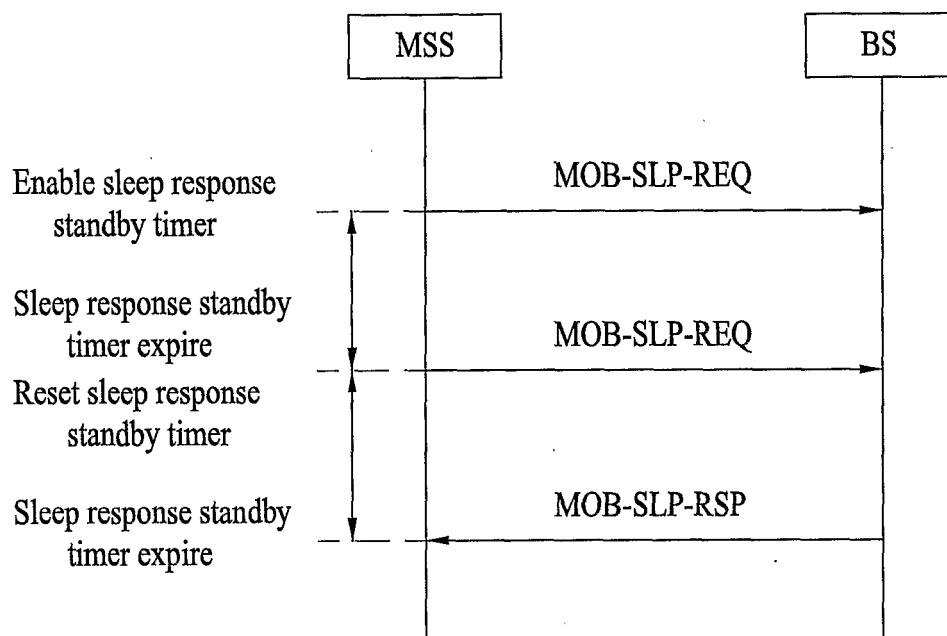 MSS
BS
Enable sleep response
standby timer
MOB-SLP-REQ
Sleep response standby
timer expire
MOB-SLP-REQ
Reset sleep response
standby timer
Sleep response standby
timer expire
MOB-SLP-RSP